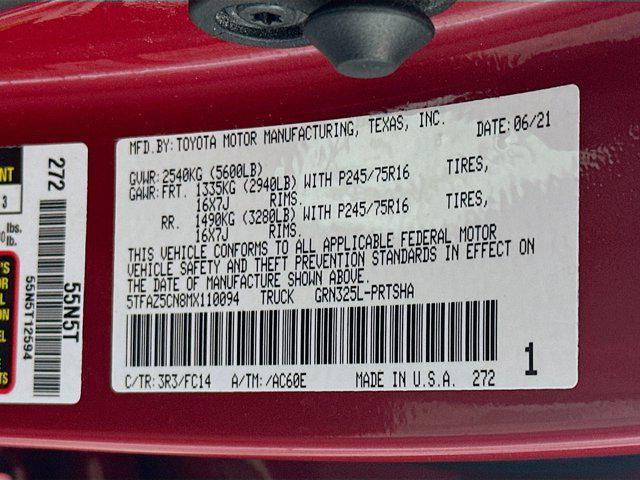 MFD.BY:TOYOTA MOTOR MANUFACTURING, TEXAS, INC. DATE:06/21
GVWR:2540KG (5600LB)
GAWR:FRT. 1335KG (2940LB) WITH P245/75R16 TIRES,
16X7J RIMS.
RR. 1490KG (3280LB) WITH P245/75R16 TIRES,
16X7J RIMS.
THIS VEHICLE CONFORMS TO ALL APPLICABLE FEDERAL MOTOR
VEHICLE SAFETY AND THEFT PREVENTION STANDARDS IN EFFECT ON
THE DATE OF MANUFACTURE SHOWN ABOVE.
5TFAZ5CN8MX110094 TRUCK GRN325L-PRTSHA
C/TR:3R3/FC14 A/TM:/AC60E MADE IN U.S.A. 272
1
272
55N5T
55N5T12594
3
lbs.
lb.